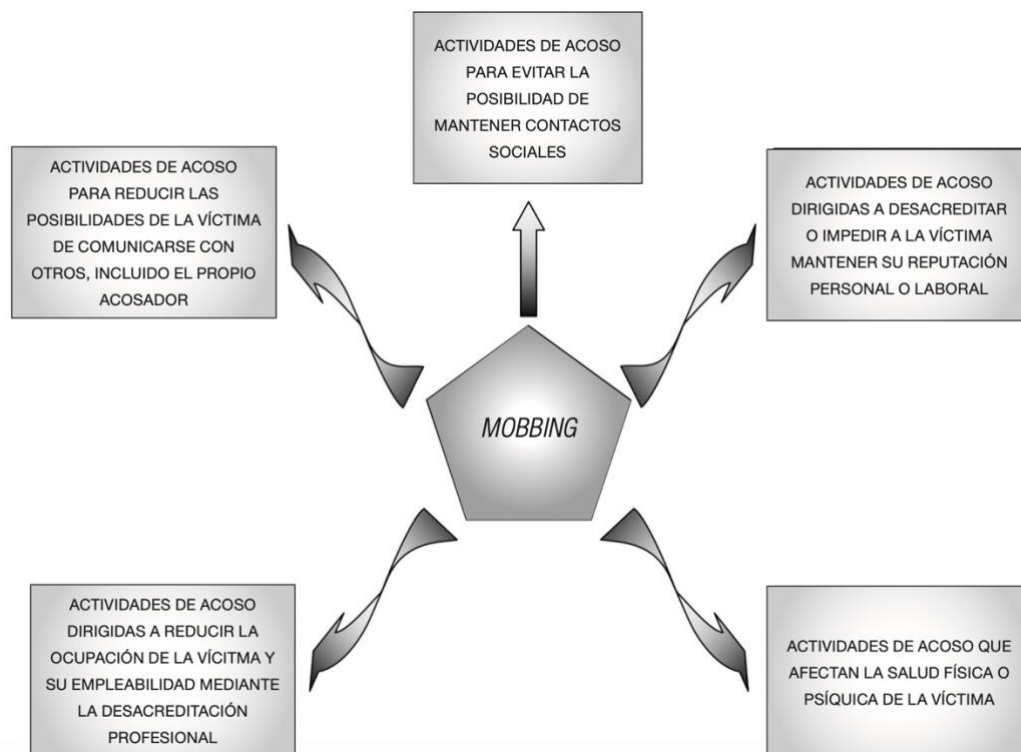 ACTIVIDADES DE ACOSO
PARA EVITAR LA
POSIBILIDAD DE
MANTENER CONTACTOS
SOCIALES
ACTIVIDADES DE ACOSO
PARA REDUCIR LAS
POSIBILIDADES DE LA VÍCTIMA
DE COMUNICARSE CON
OTROS, INCLUIDO EL PROPIO
ACOSADOR
ACTIVIDADES DE ACOSO
DIRIGIDAS A DESACREDITAR
O IMPEDIR A LA VÍCTIMA
MANTENER SU REPUTACIÓN
PERSONAL O LABORAL
MOBBING
ACTIVIDADES DE ACOSO
DIRIGIDAS A REDUCIR LA
OCUPACIÓN DE LA VÍCITMA Y
SU EMPLEABILIDAD MEDIANTE
LA DESACREDITACIÓN
PROFESIONAL
ACTIVIDADES DE ACOSO QUE
AFECTAN LA SALUD FÍSICA O
PSÍQUICA DE LA VÍCTIMA